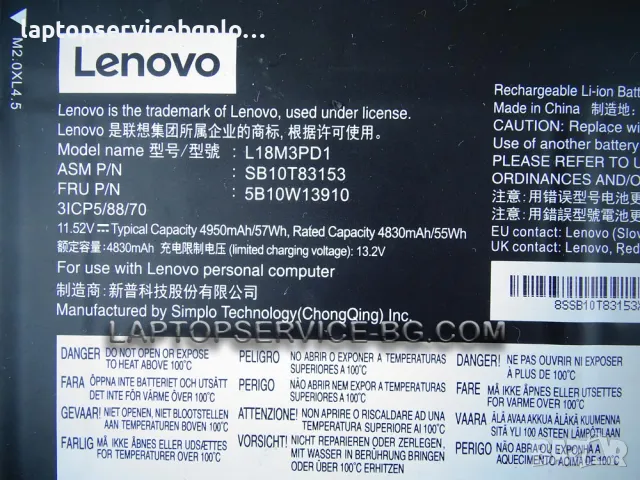 laptopservicebgplo...
M2.0XL4.5
Lenovo
Lenovo is the trademark of Lenovo, used under license.
Lenovo 是联想集团所属企业的商标, 根据许可使用。
Model name 型号/型號 : L18M3PD1
ASM P/N : SB10T83153
FRU P/N : 5B10W13910
3ICP5/88/70
11.52V⎓ Typical Capacity 4950mAh/57Wh, Rated Capacity 4830mAh/55Wh
额定容量:4830mAh 充电限制电压 (limited charging voltage): 13.2V
For use with Lenovo personal computer
制造商 : 新普科技股份有限公司
Manufactured by Simplo Technology(ChongQing) Inc.
Rechargeable Li-ion Batt
Made in China 制造地:
CAUTION: Replace wi
Use of another battery
PLEASE REFER TO U
ORDINANCES AND/O
注意: 用错型号电池更
注意: 用錯型號電池更
EU contact: Lenovo (Slov
UK contact: Lenovo, Red
8SSB10T83153
LAPTOPSERVICE-BG.COM
DANGER DO NOT OPEN OR EXPOSE
TO HEAT ABOVE 100°C
FARA ÖPPNA INTE BATTERIET OCH UTSÄTT
DET INTE FÖR VÄRME ÖVER 100°C
GEVAAR! NIET OPENEN, NIET BLOOTSTELLEN
AAN TEMPERATUREN BOVEN 100°C
FARLIG MÅ IKKE ÅBNES ELLER UDSÆTTES
FOR TEMPERATURER OVER 100°C
PELIGRO NO ABRIR O EXPONER A TEMPERATURAS
SUPERIORES A 100°C
PERIGO NÃO ABRIR NEM EXPOR A TEMPERATURAS
SUPERIORES A 100°C
ATTENZIONE! NON APRIRE O RISCALDARE AD UNA
TEMPERATURA SUPERIORE AI 100°C
VORSICHT! NICHT REPARIEREN ODER ZERLEGEN,
MIT WASSER IN BERÜHRUNG BRINGEN
ODER ÜBER 100°C ERHITZEN
DANGER! NE PAS OUVRIR NI EXPOSER
À PLUS DE 100°C
FARE MÅ IKKE ÅPNES ELLER UTSETTES
FOR VARME OVER 100°C
VAARA ÄLÄ AVAA AKKUA ÄLÄKÄ KUUMENNA
SITÄ YLI 100 ASTEEN LÄMPÖTILAAN
PERIGO NÃO ABRA OU EXPONHA A
AQUECIMENTO ACIMA DE 100°C